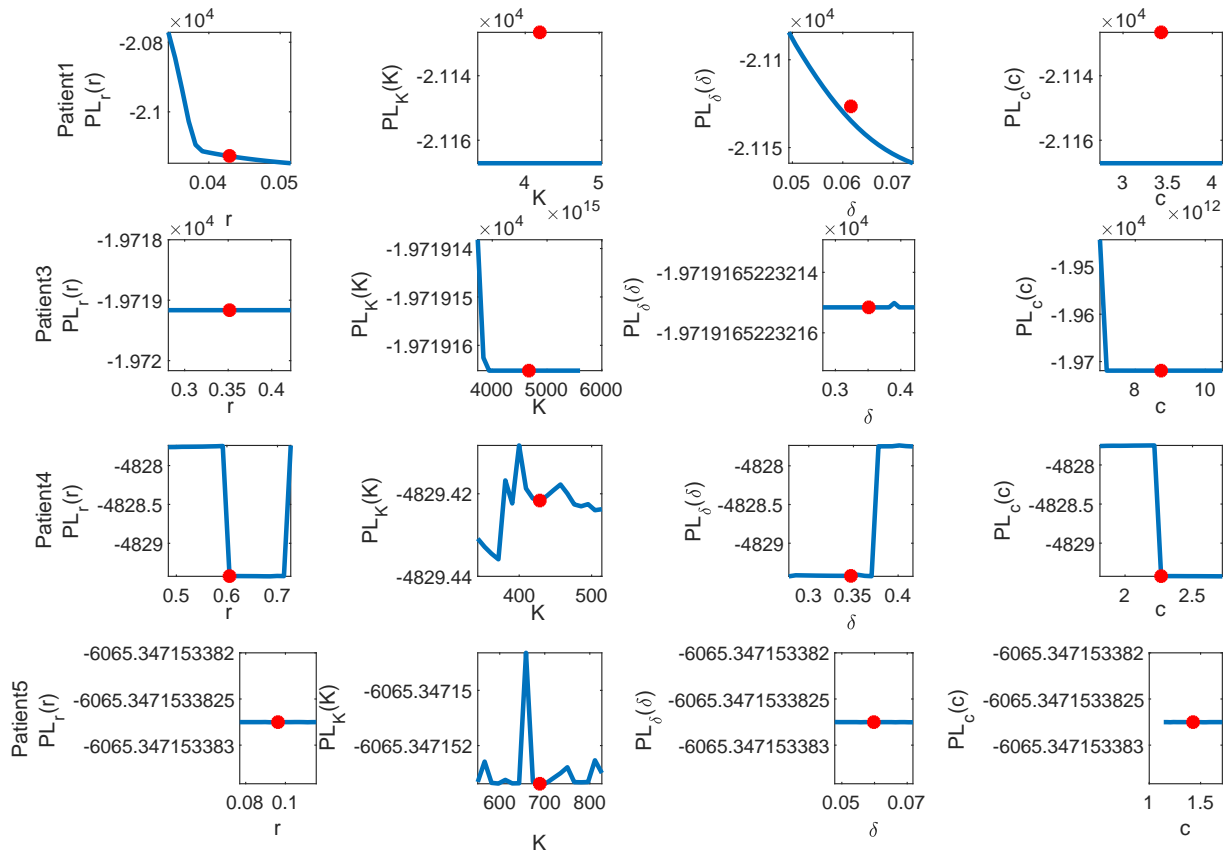 ×10^4
-2.08
-2.1
Patient1
PL_r(r)
0.04 0.05
r
×10^4
-2.114
-2.116
PL_K(K)
4 5
K
×10^15
×10^4
-2.11
-2.115
PL_δ(δ)
0.05 0.06 0.07
δ
×10^4
-2.114
-2.116
PL_c(c)
3 4
c
×10^12
×10^4
-1.9718
-1.9719
-1.972
Patient3
PL_r(r)
0.3 0.35 0.4
r
×10^4
-1.971914
-1.971915
-1.971916
PL_K(K)
4000 5000 6000
K
×10^4
-1.9719165223214
-1.9719165223216
PL_δ(δ)
0.3 0.4
δ
×10^4
-1.95
-1.96
-1.97
PL_c(c)
8 10
c
-4828
-4828.5
-4829
Patient4
PL_r(r)
0.5 0.6 0.7
r
-4829.42
-4829.44
PL_K(K)
400 500
K
-4828
-4828.5
-4829
PL_δ(δ)
0.3 0.4
δ
-4828
-4828.5
-4829
PL_c(c)
2 2.5
c
-6065.347153382
-6065.3471533825
-6065.347153383
Patient5
PL_r(r)
0.08 0.1
r
-6065.34715
-6065.347152
PL_K(K)
600 700 800
K
-6065.347153382
-6065.3471533825
-6065.347153383
PL_δ(δ)
0.05 0.07
δ
-6065.347153382
-6065.3471533825
-6065.347153383
PL_c(c)
1 1.5
c